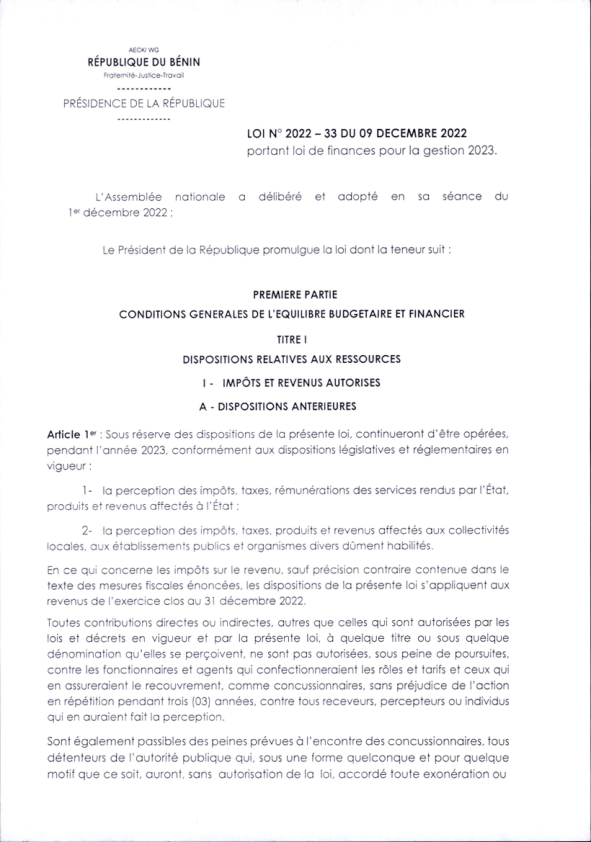 AECK/ WG
RÉPUBLIQUE DU BÉNIN
Fraternité-Justice-Travail
------------
PRÉSIDENCE DE LA RÉPUBLIQUE
------------
LOI N° 2022 – 33 DU 09 DECEMBRE 2022
portant loi de finances pour la gestion 2023.
L'Assemblée nationale a délibéré et adopté en sa séance du
1er décembre 2022 ;
Le Président de la République promulgue la loi dont la teneur suit :
PREMIERE PARTIE
CONDITIONS GENERALES DE L'EQUILIBRE BUDGETAIRE ET FINANCIER
TITRE I
DISPOSITIONS RELATIVES AUX RESSOURCES
I - IMPÔTS ET REVENUS AUTORISES
A - DISPOSITIONS ANTERIEURES
Article 1er : Sous réserve des dispositions de la présente loi, continueront d'être opérées,
pendant l'année 2023, conformément aux dispositions législatives et réglementaires en
vigueur :
1- la perception des impôts, taxes, rémunérations des services rendus par l'État,
produits et revenus affectés à l'État ;
2- la perception des impôts, taxes, produits et revenus affectés aux collectivités
locales, aux établissements publics et organismes divers dûment habilités.
En ce qui concerne les impôts sur le revenu, sauf précision contraire contenue dans le
texte des mesures fiscales énoncées, les dispositions de la présente loi s'appliquent aux
revenus de l'exercice clos au 31 décembre 2022.
Toutes contributions directes ou indirectes, autres que celles qui sont autorisées par les
lois et décrets en vigueur et par la présente loi, à quelque titre ou sous quelque
dénomination qu'elles se perçoivent, ne sont pas autorisées, sous peine de poursuites,
contre les fonctionnaires et agents qui confectionneraient les rôles et tarifs et ceux qui
en assureraient le recouvrement, comme concussionnaires, sans préjudice de l'action
en répétition pendant trois (03) années, contre tous receveurs, percepteurs ou individus
qui en auraient fait la perception.
Sont également passibles des peines prévues à l'encontre des concussionnaires, tous
détenteurs de l'autorité publique qui, sous une forme quelconque et pour quelque
motif que ce soit, auront, sans autorisation de la loi, accordé toute exonération ou